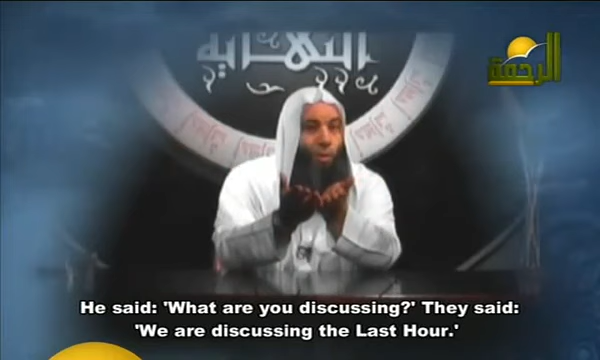 النهاية
الرحمة
He said: 'What are you discussing?' They said:
'We are discussing the Last Hour.'